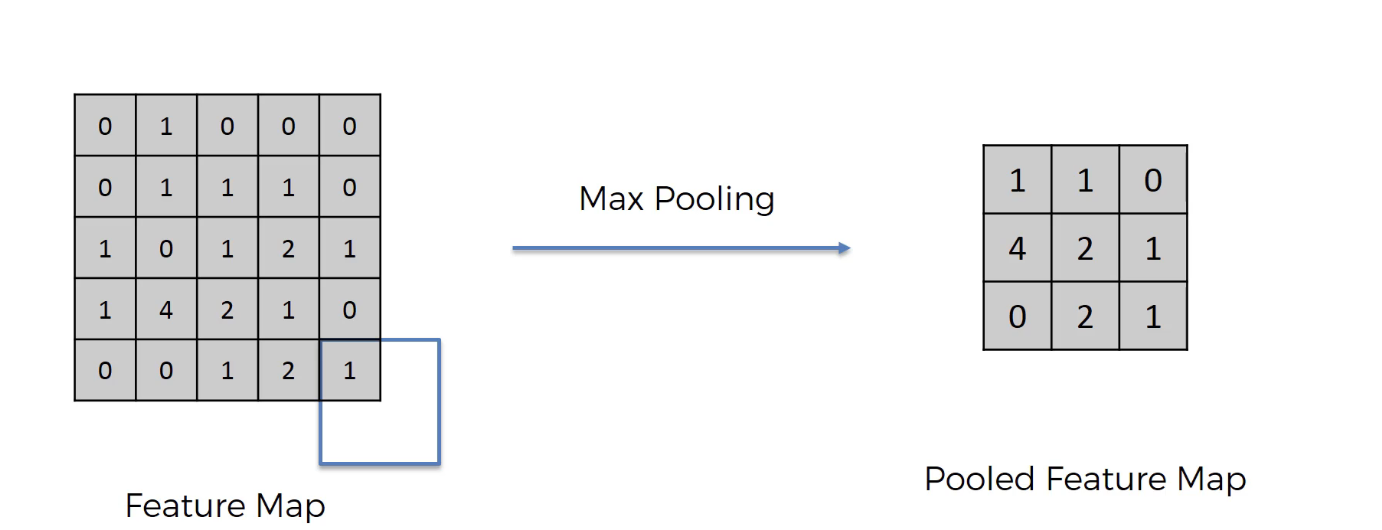 0 1 0 0 0
0 1 1 1 0
1 0 1 2 1
1 4 2 1 0
0 0 1 2 1
Feature Map
Max Pooling
1 1 0
4 2 1
0 2 1
Pooled Feature Map